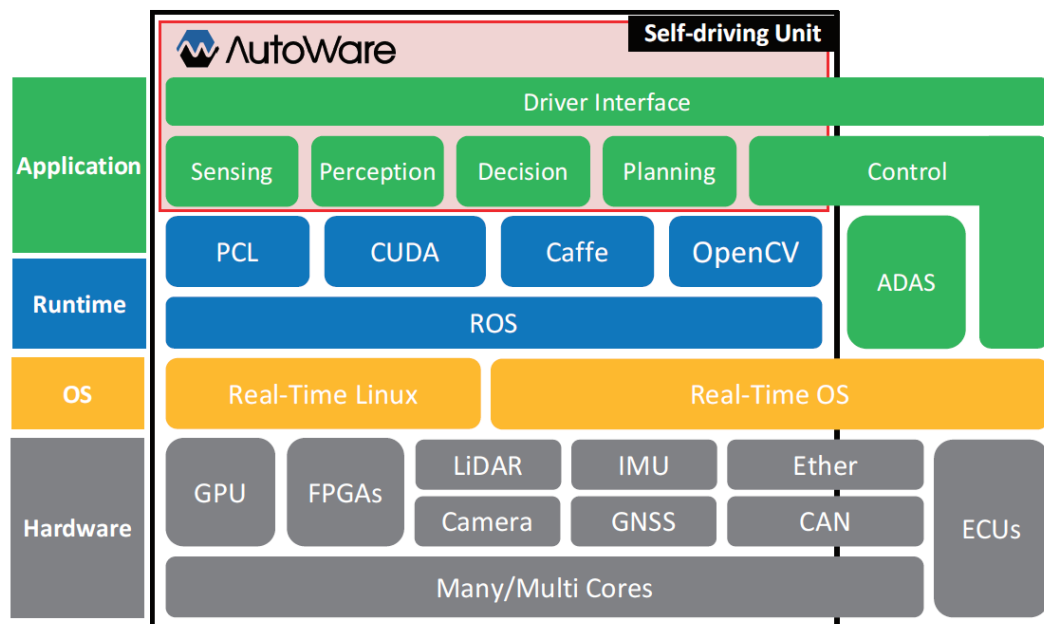 AutoWare
Self-driving Unit
Driver Interface
Application
Sensing
Perception
Decision
Planning
Control
PCL
CUDA
Caffe
OpenCV
ADAS
Runtime
ROS
OS
Real-Time Linux
Real-Time OS
Hardware
GPU
FPGAs
LiDAR
IMU
Ether
Camera
GNSS
CAN
ECUs
Many/Multi Cores